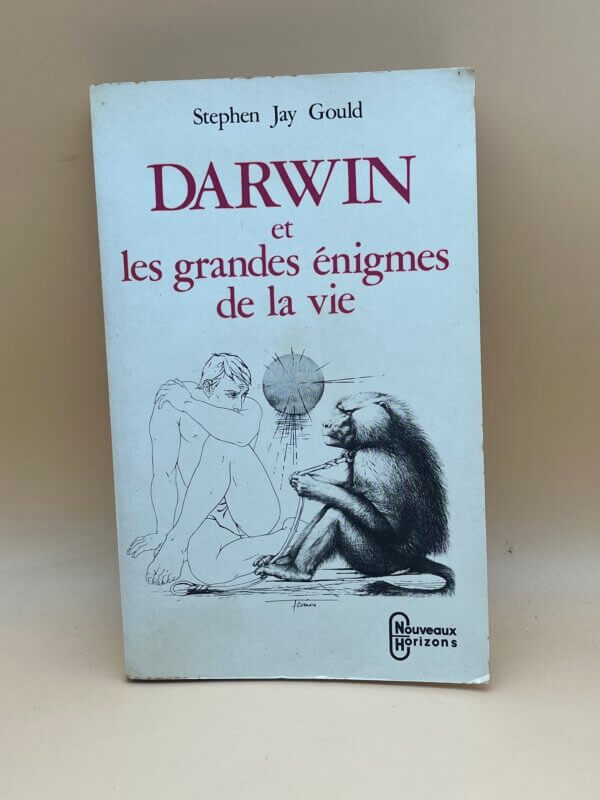 Stephen Jay Gould
DARWIN
et
les grandes énigmes
de la vie
Nouveaux
Horizons